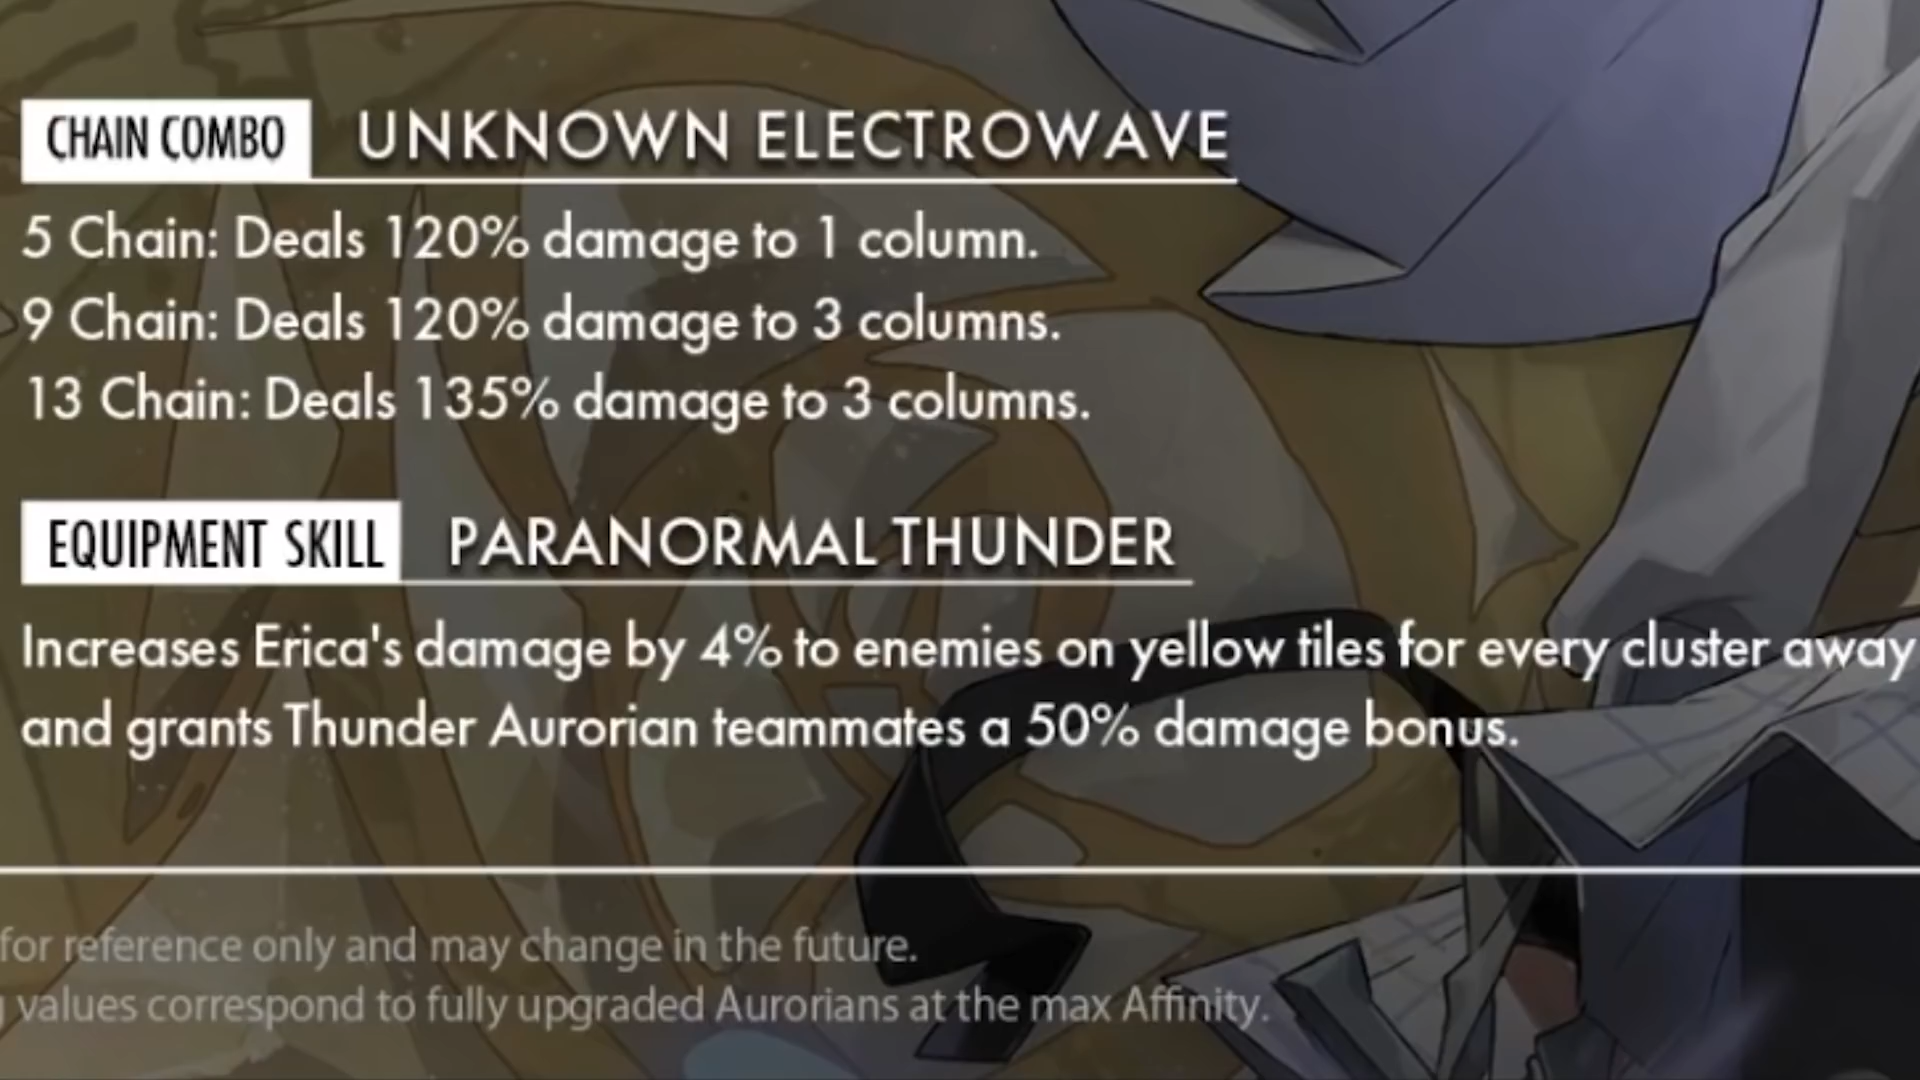 CHAIN COMBO UNKNOWN ELECTROWAVE
5 Chain: Deals 120% damage to 1 column.
9 Chain: Deals 120% damage to 3 columns.
13 Chain: Deals 135% damage to 3 columns.
EQUIPMENT SKILL PARANORMAL THUNDER
Increases Erica's damage by 4% to enemies on yellow tiles for every cluster away
and grants Thunder Aurorian teammates a 50% damage bonus.
for reference only and may change in the future.
values correspond to fully upgraded Aurorians at the max Affinity.